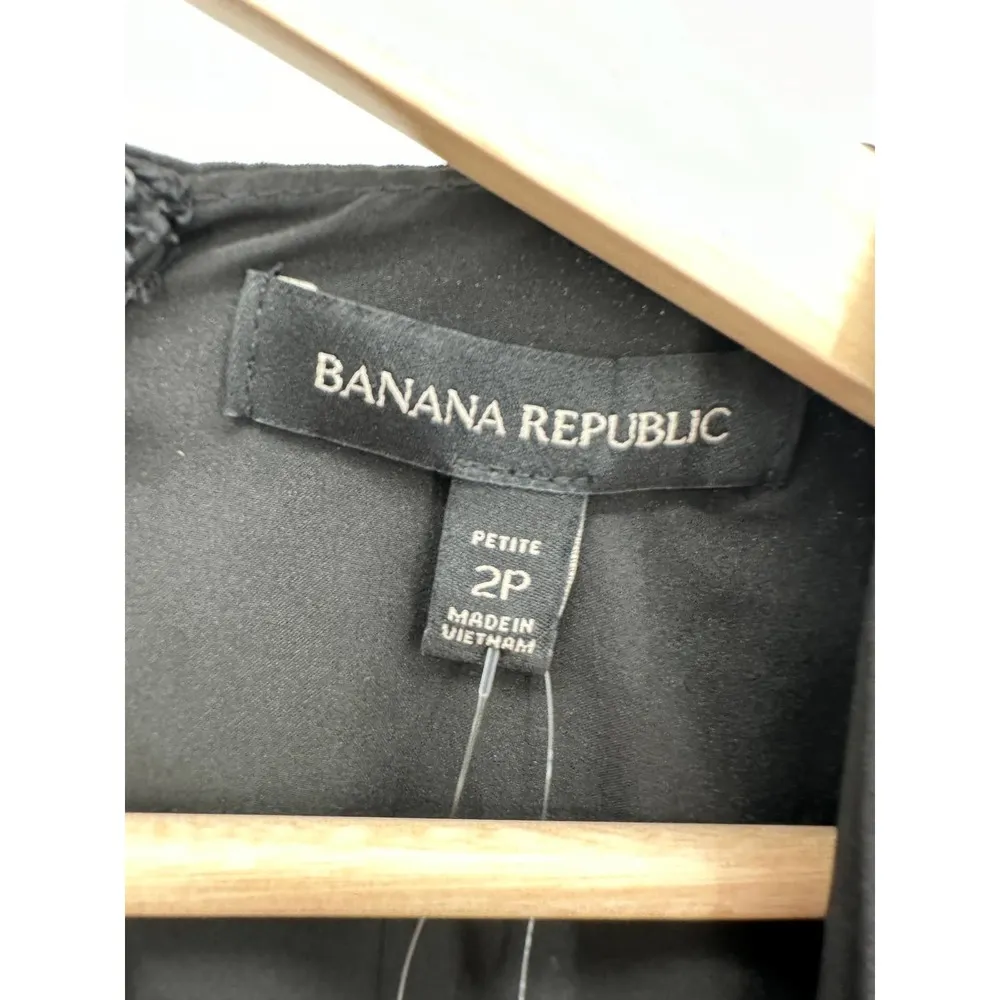 BANANA REPUBLIC
PETITE
2P
MADE IN
VIETNAM